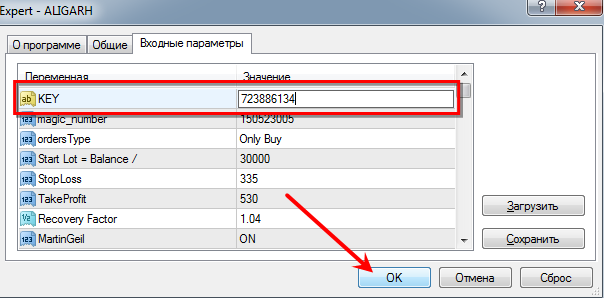 Expert - ALIGARH
О программе Общие Входные параметры
Переменная Значение
ab KEY 723886134
123 magic_number 150523005
123 ordersType Only Buy
123 Start Lot = Balance / 30000
123 StopLoss 335
123 TakeProfit 530
½ Recovery Factor 1.04
123 MartinGeil ON
Загрузить
Сохранить
OK Отмена Сброс